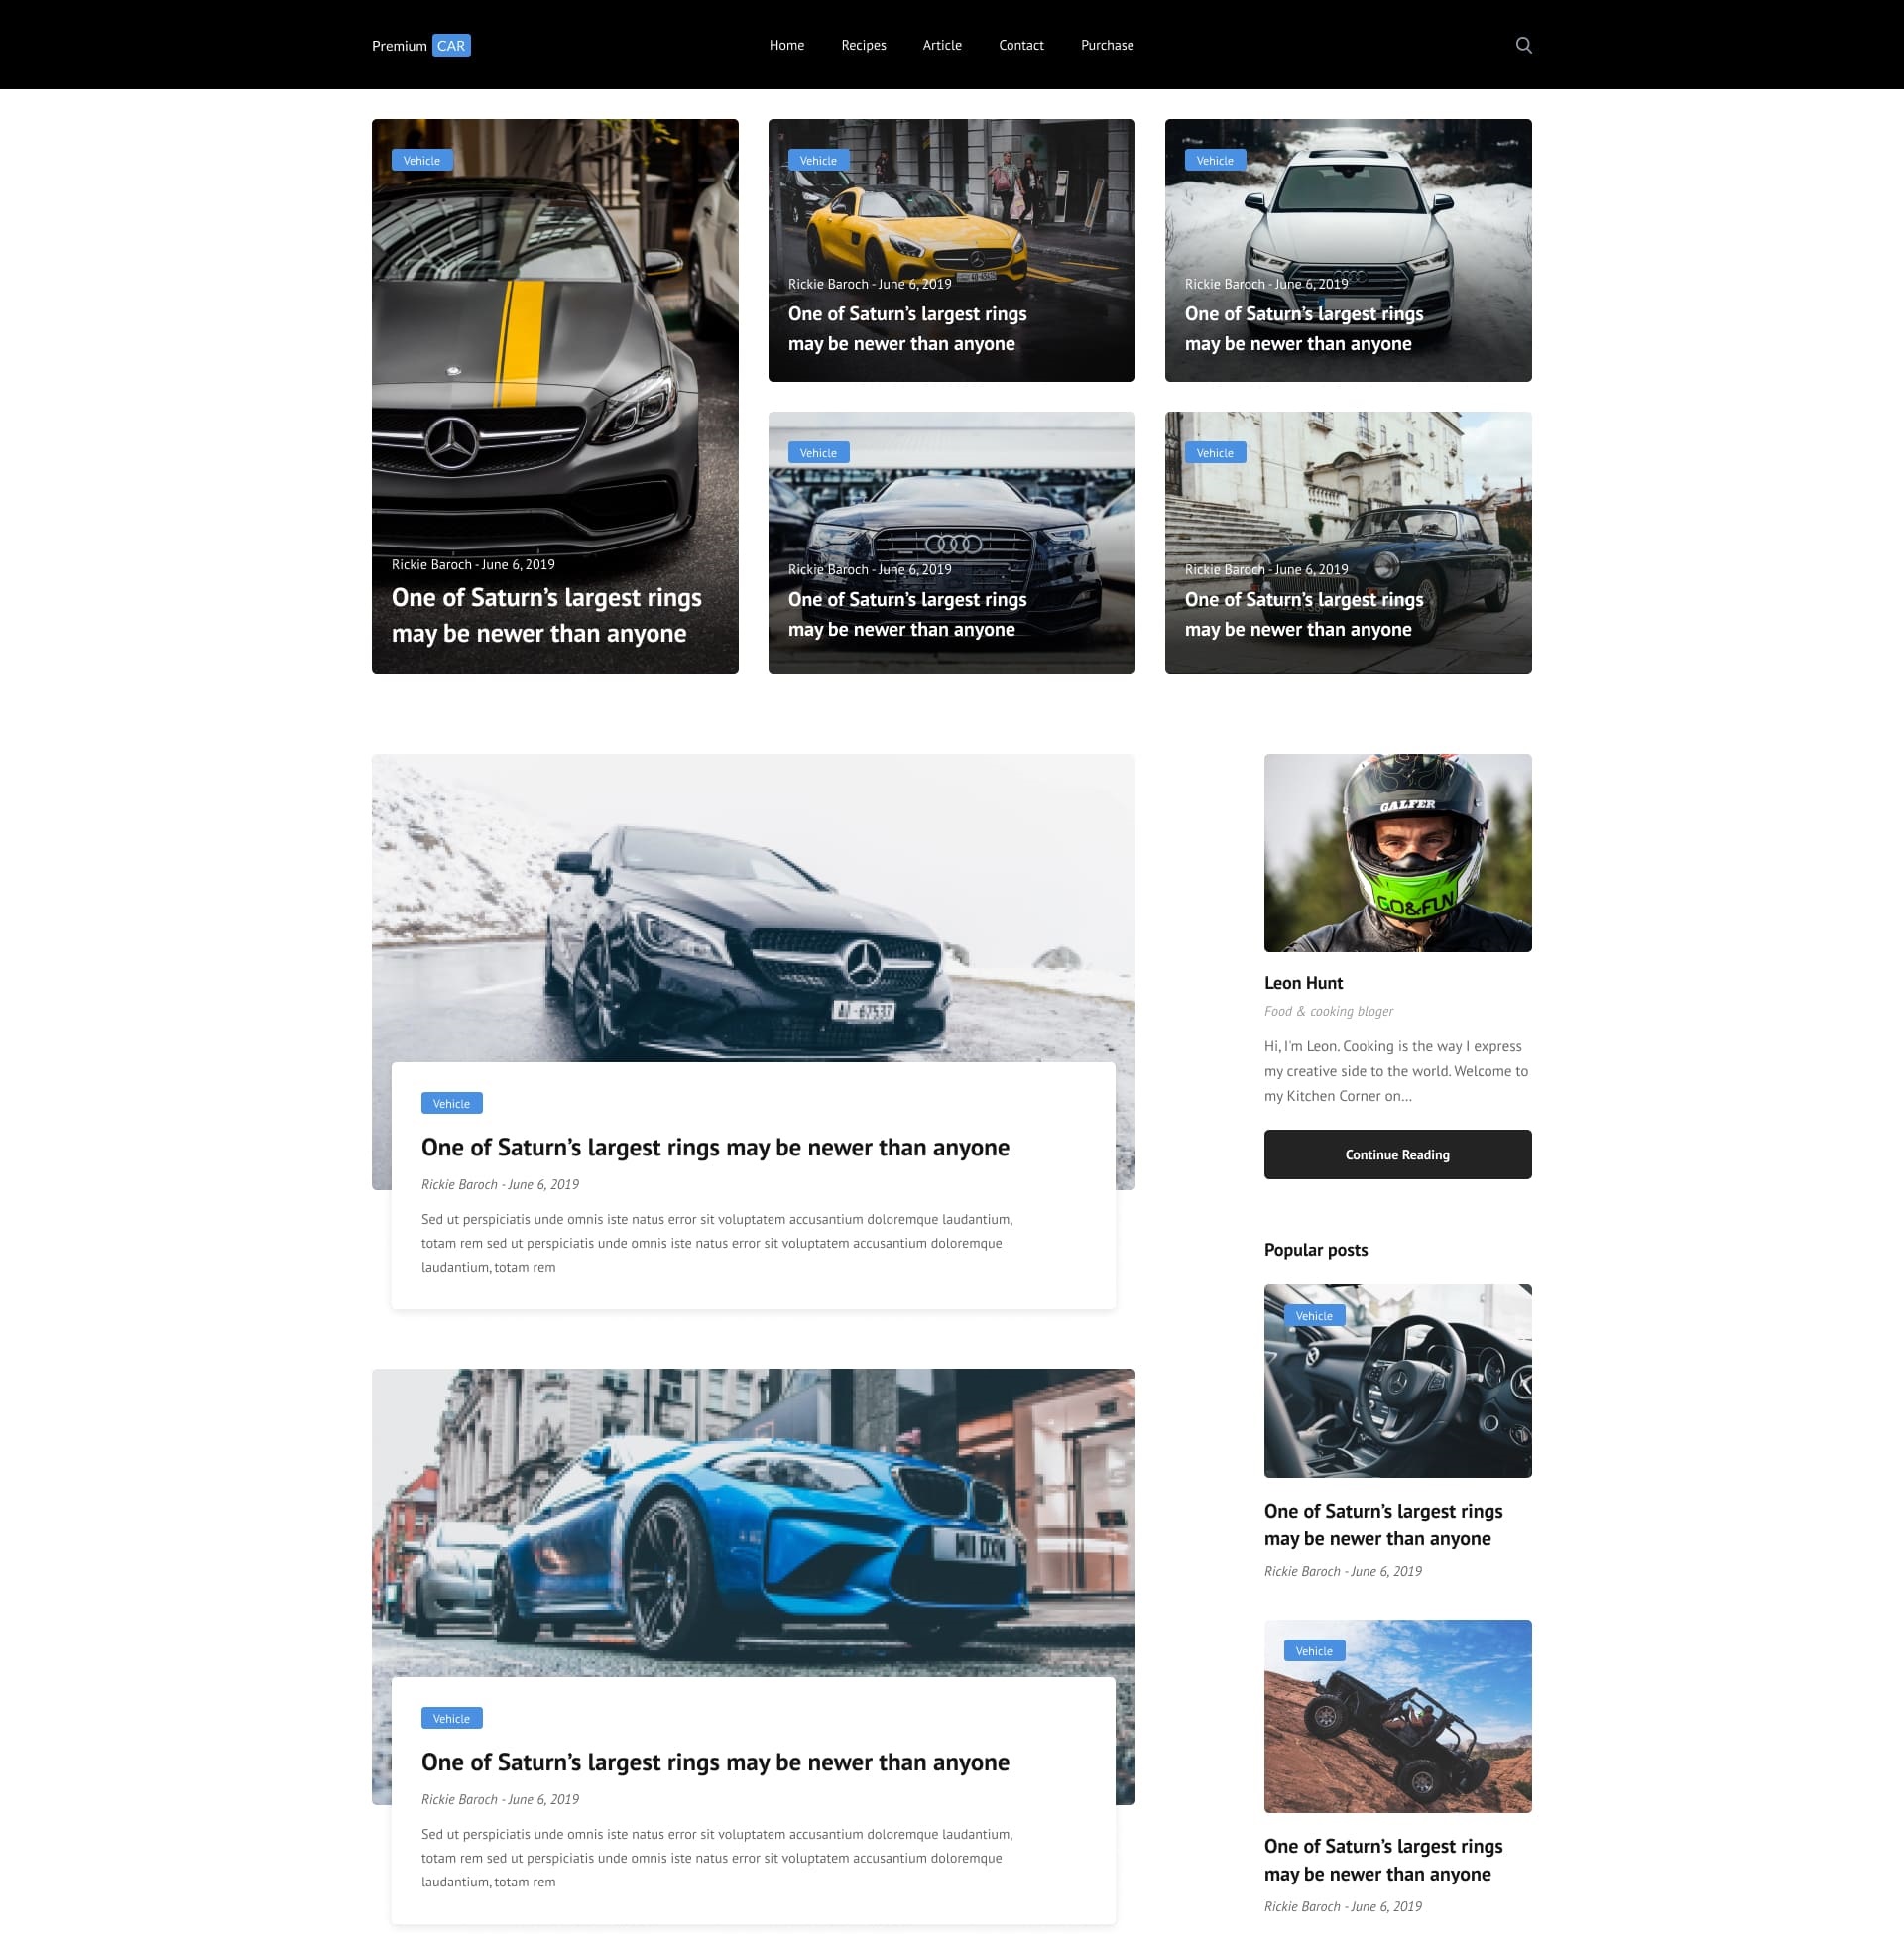 Premium CAR
Home Recipes Article Contact Purchase
Vehicle
Rickie Baroch - June 6, 2019
One of Saturn’s largest rings
may be newer than anyone
Vehicle
Rickie Baroch - June 6, 2019
One of Saturn’s largest rings
may be newer than anyone
Vehicle
Rickie Baroch - June 6, 2019
One of Saturn’s largest rings
may be newer than anyone
Vehicle
Rickie Baroch - June 6, 2019
One of Saturn’s largest rings
may be newer than anyone
Vehicle
Rickie Baroch - June 6, 2019
One of Saturn’s largest rings
may be newer than anyone
Vehicle
One of Saturn’s largest rings may be newer than anyone
Rickie Baroch - June 6, 2019
Sed ut perspiciatis unde omnis iste natus error sit voluptatem accusantium doloremque laudantium,
totam rem sed ut perspiciatis unde omnis iste natus error sit voluptatem accusantium doloremque
laudantium, totam rem
Vehicle
One of Saturn’s largest rings may be newer than anyone
Rickie Baroch - June 6, 2019
Sed ut perspiciatis unde omnis iste natus error sit voluptatem accusantium doloremque laudantium,
totam rem sed ut perspiciatis unde omnis iste natus error sit voluptatem accusantium doloremque
laudantium, totam rem
GALFER
GO&FUN
Leon Hunt
Food & cooking bloger
Hi, I'm Leon. Cooking is the way I express
my creative side to the world. Welcome to
my Kitchen Corner on...
Continue Reading
Popular posts
Vehicle
One of Saturn’s largest rings
may be newer than anyone
Rickie Baroch - June 6, 2019
Vehicle
One of Saturn’s largest rings
may be newer than anyone
Rickie Baroch - June 6, 2019